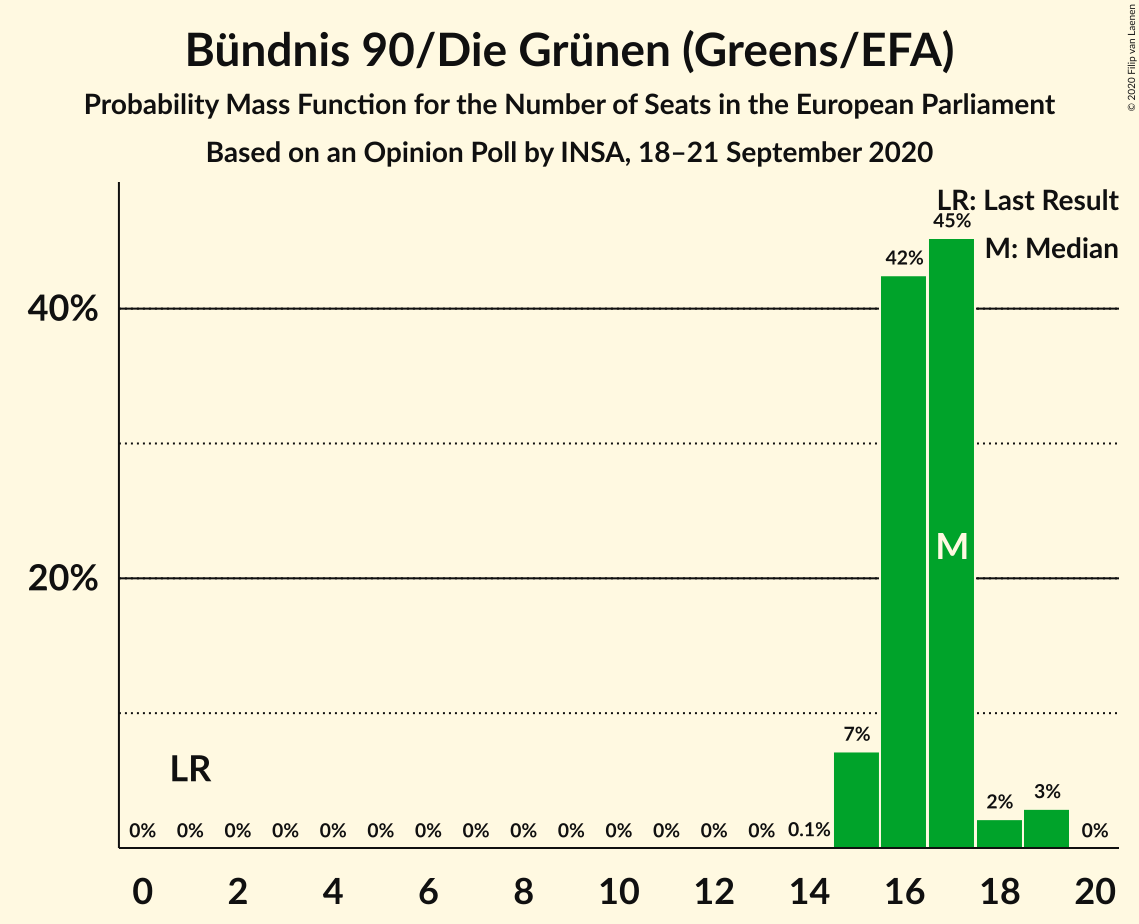 Bündnis 90/Die Grünen (Greens/EFA)
Probability Mass Function for the Number of Seats in the European Parliament
Based on an Opinion Poll by INSA, 18–21 September 2020
© 2020 Filip van Laenen
LR: Last Result
M: Median
45%
42%
40%
M
20%
7%
LR
3%
2%
0% 0% 0% 0% 0% 0% 0% 0% 0% 0% 0% 0% 0% 0% 0.1% 0%
0 2 4 6 8 10 12 14 16 18 20